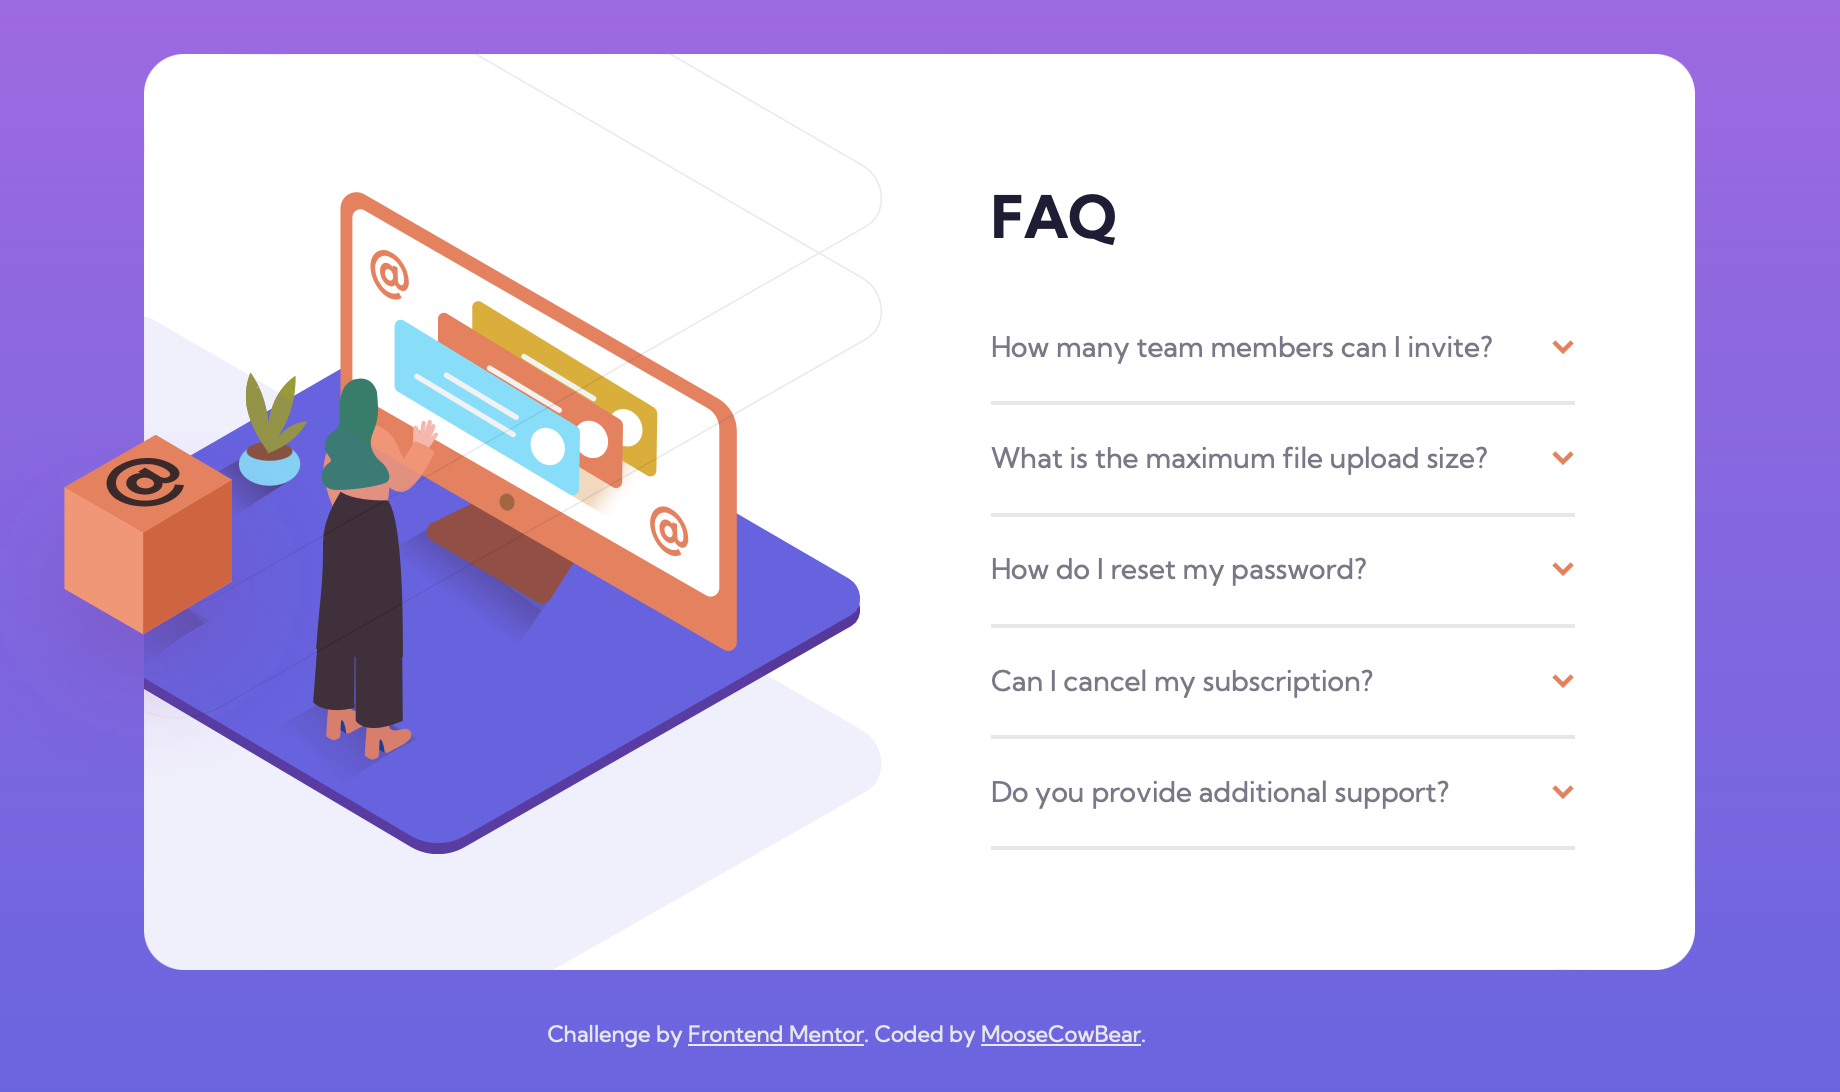 @
@
@
FAQ
How many team members can I invite?
What is the maximum file upload size?
How do I reset my password?
Can I cancel my subscription?
Do you provide additional support?
Challenge by Frontend Mentor. Coded by MooseCowBear.